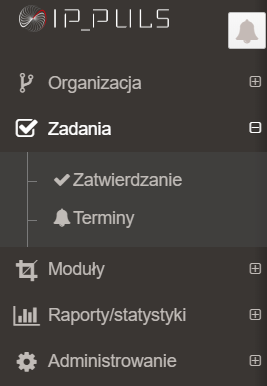 IP_PULS
Organizacja
Zadania
Zatwierdzanie
Terminy
Moduły
Raporty/statystyki
Administrowanie